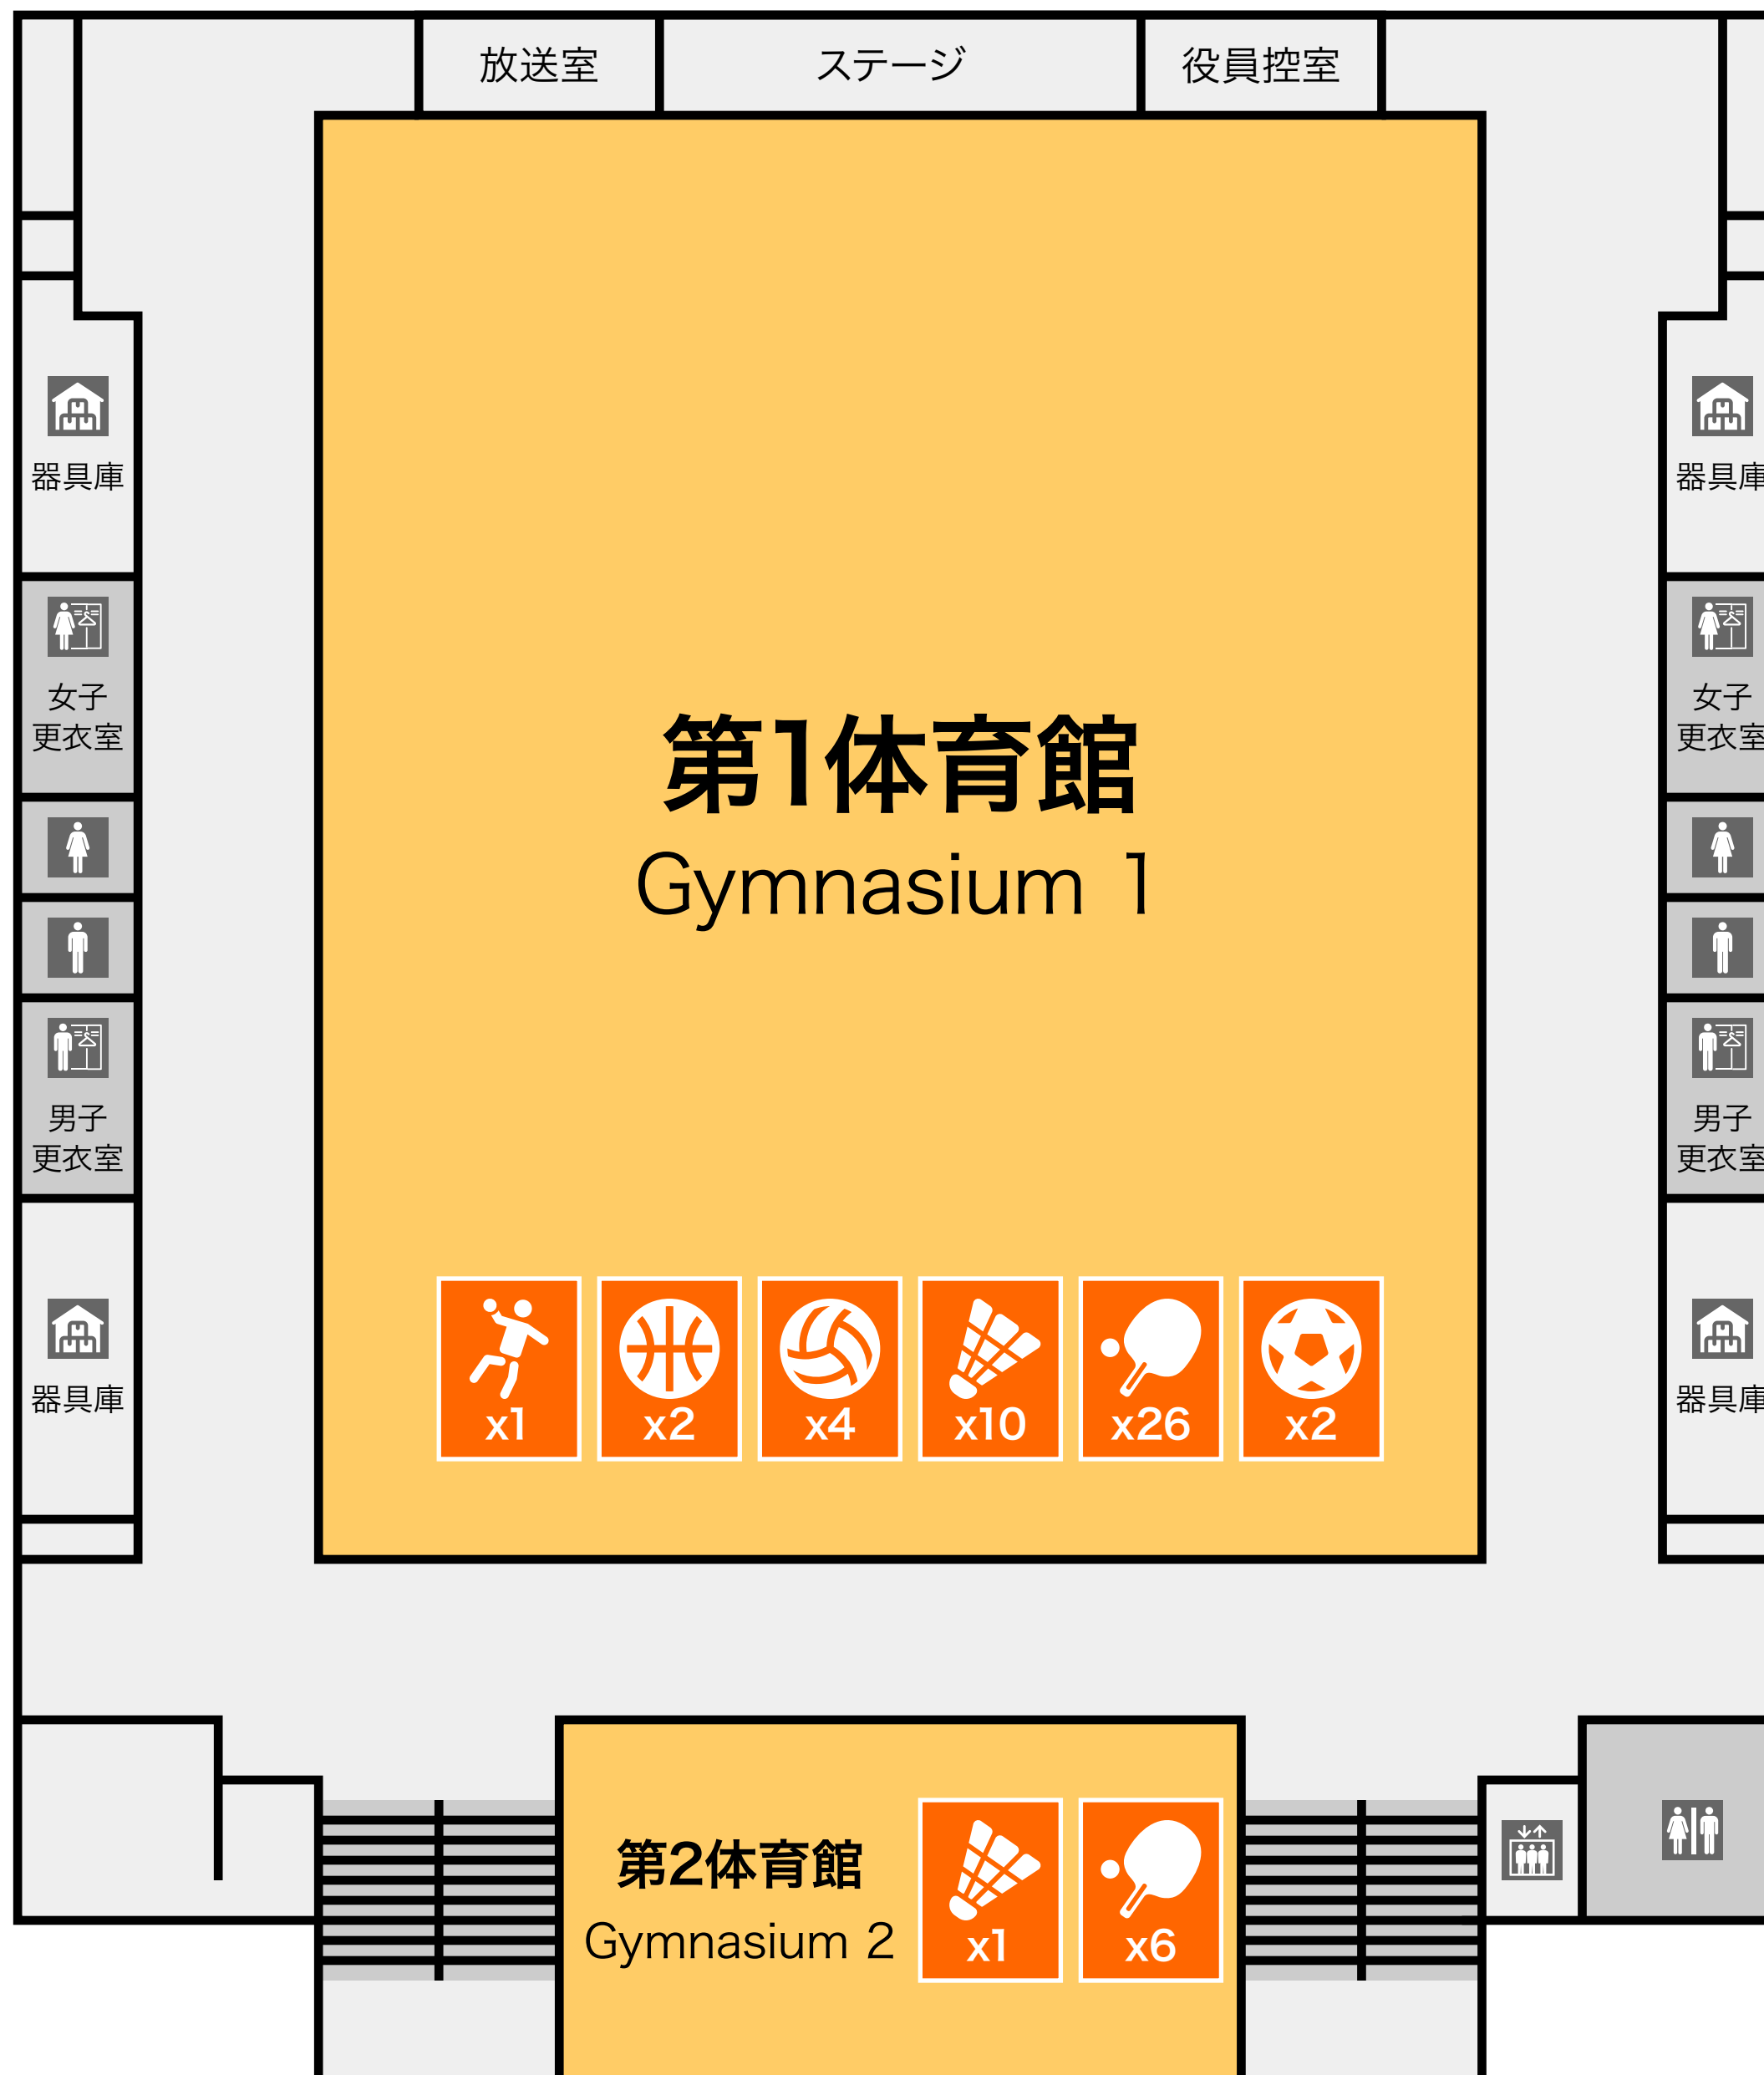 放送室
ステージ
役員控室
器具庫
器具庫
女子
更衣室
女子
更衣室
第1体育館
Gymnasium 1
男子
更衣室
男子
更衣室
器具庫
器具庫
x1
x2
x4
x10
x26
x2
第2体育館
Gymnasium 2
x1
x6